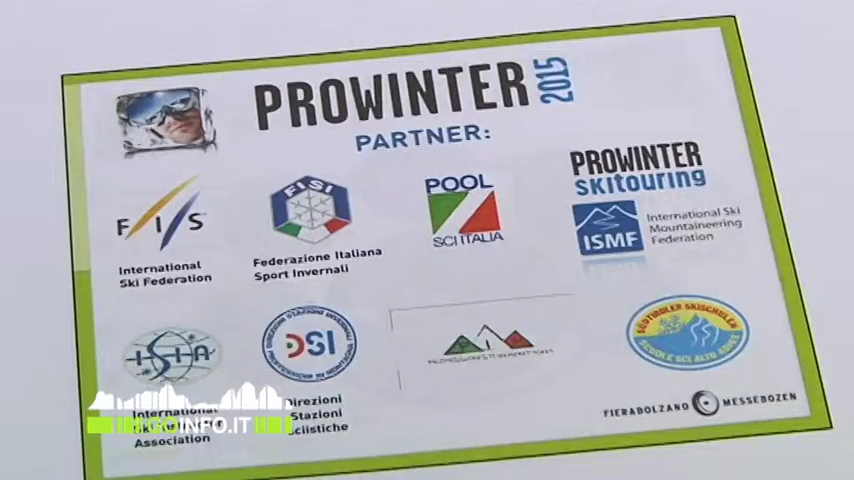 PROWINTER 2015
PARTNER:
FIS
International
Ski Federation
FISI
Federazione Italiana
Sport Invernali
POOL
SCI ITALIA
PROWINTER
SKITOURING
ISMF
International Ski
Mountaineering
Federation
ISIA
International
Association
DSI
Direzioni
Stazioni
Sciistiche
SÜDTIROLER SKISCHULEN
SCUOLE SCI ALTO ADIGE
FIERABOLZANO MESSEBOZEN
GOINFO.IT